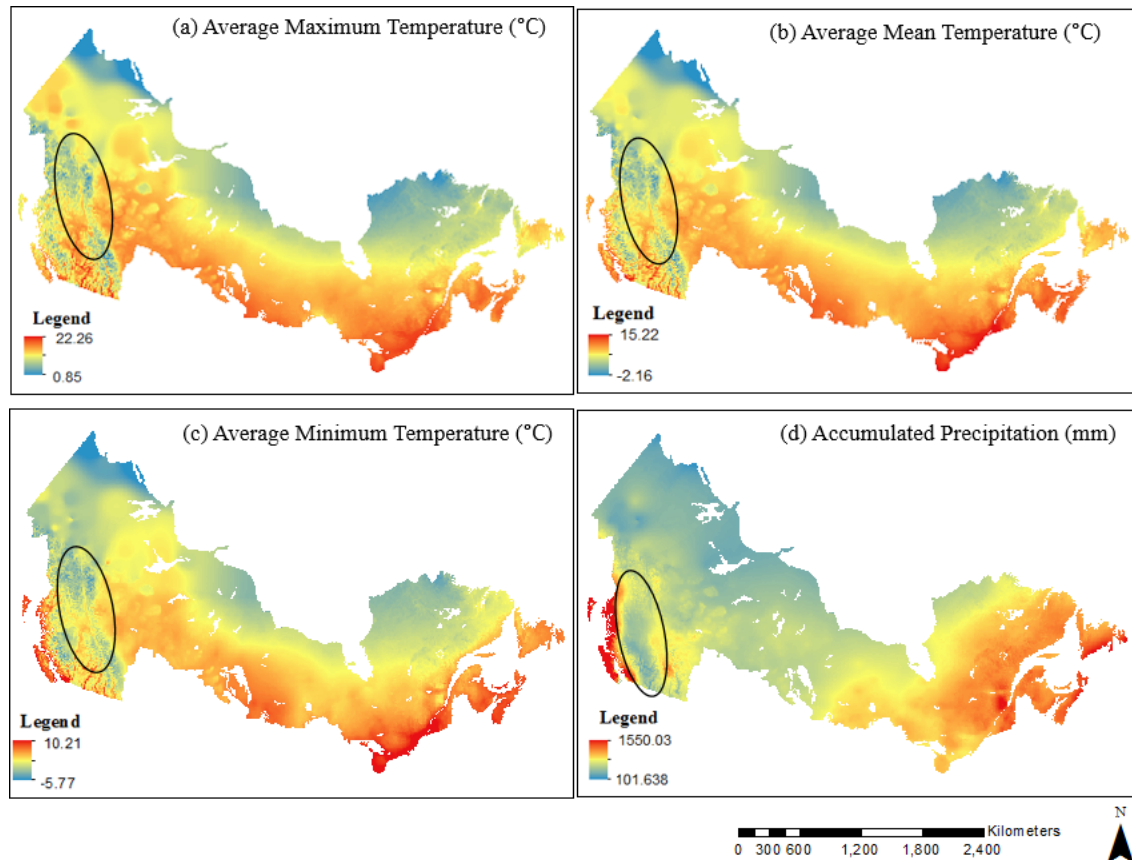 (a) Average Maximum Temperature (°C)
Legend
22.26
0.85
(b) Average Mean Temperature (°C)
Legend
15.22
-2.16
(c) Average Minimum Temperature (°C)
Legend
10.21
-5.77
(d) Accumulated Precipitation (mm)
Legend
1550.03
101.638
Kilometers
0 300 600 1,200 1,800 2,400
N